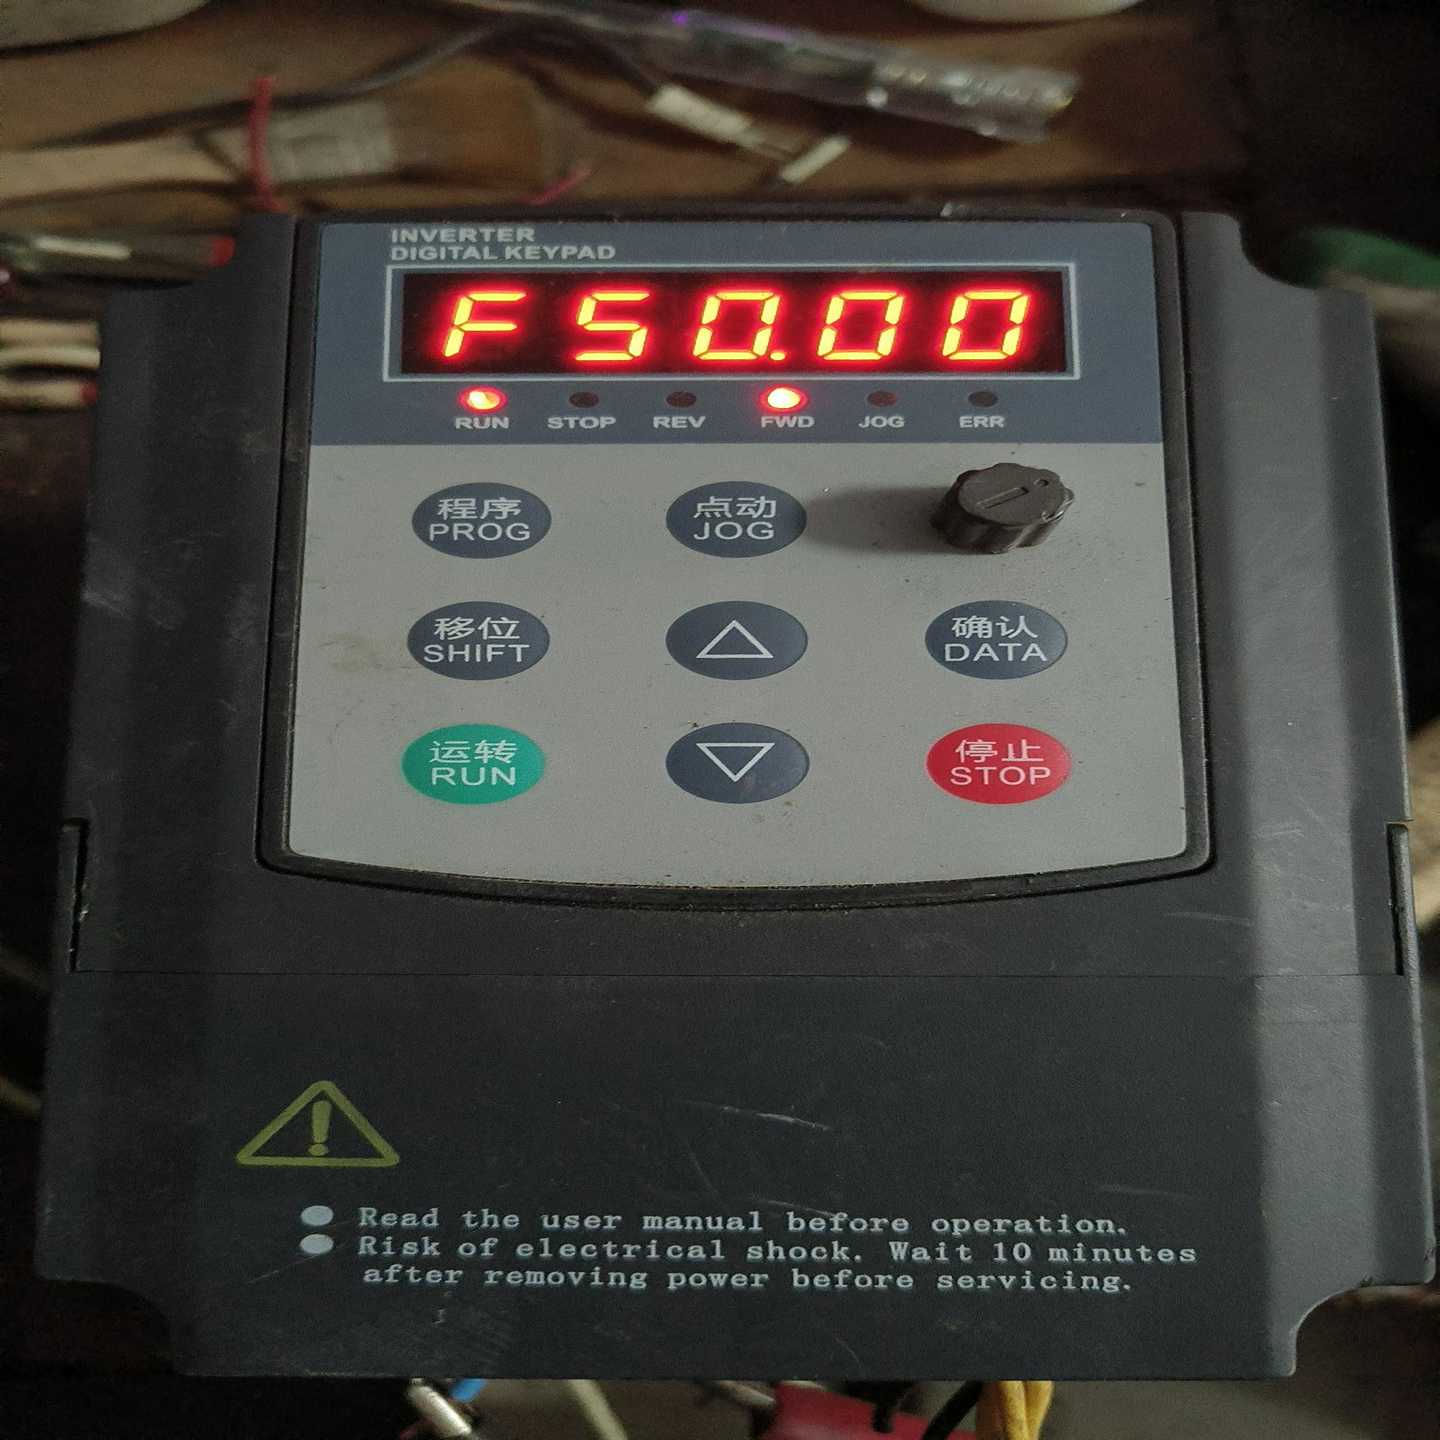 INVERTER
DIGITAL KEYPAD
F50.00
RUN STOP REV FWD JOG ERR
程序 PROG
点动 JOG
移位 SHIFT
确认 DATA
运转 RUN
停止 STOP
Read the user manual before operation.
Risk of electrical shock. Wait 10 minutes
after removing power before servicing.